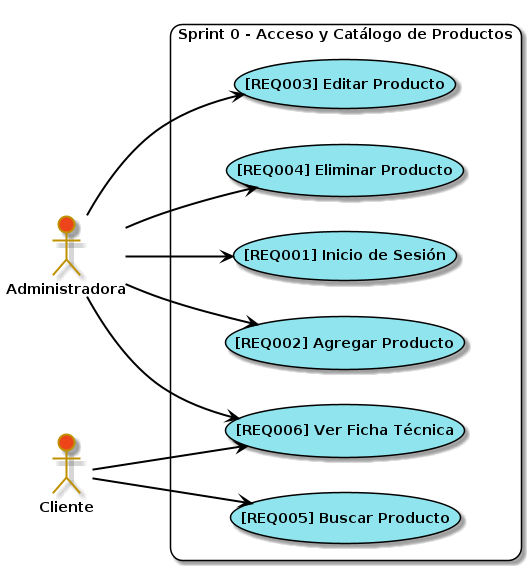 Sprint 0 - Acceso y Catálogo de Productos
[REQ003] Editar Producto
[REQ004] Eliminar Producto
[REQ001] Inicio de Sesión
Administradora
[REQ002] Agregar Producto
[REQ006] Ver Ficha Técnica
Cliente
[REQ005] Buscar Producto